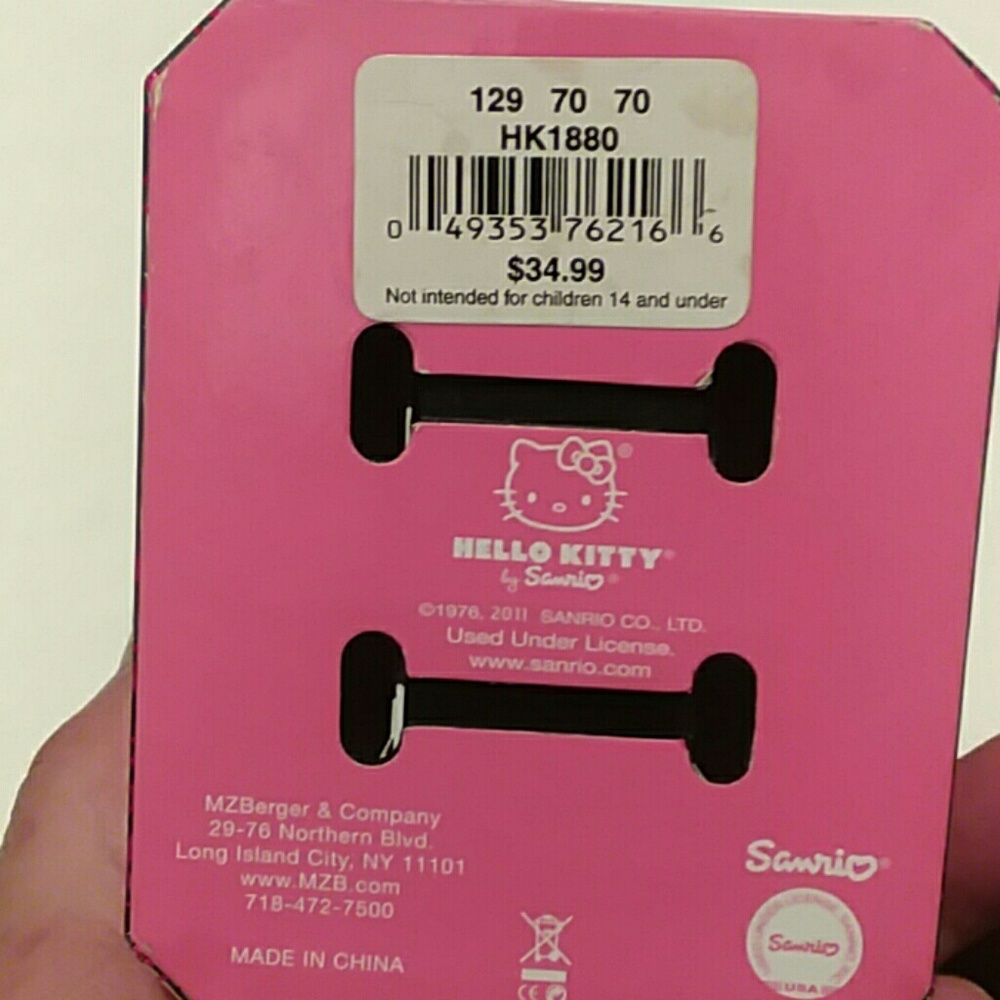 129 70 70
HK1880
0 49353 76216 6
$34.99
Not intended for children 14 and under
HELLO KITTY®
by Sanrio®
©1976, 2011 SANRIO CO., LTD.
Used Under License.
www.sanrio.com
MZBerger & Company
29-76 Northern Blvd.
Long Island City, NY 11101
www.MZB.com
718-472-7500
MADE IN CHINA
CE
Sanrio®
Sanrio
USA